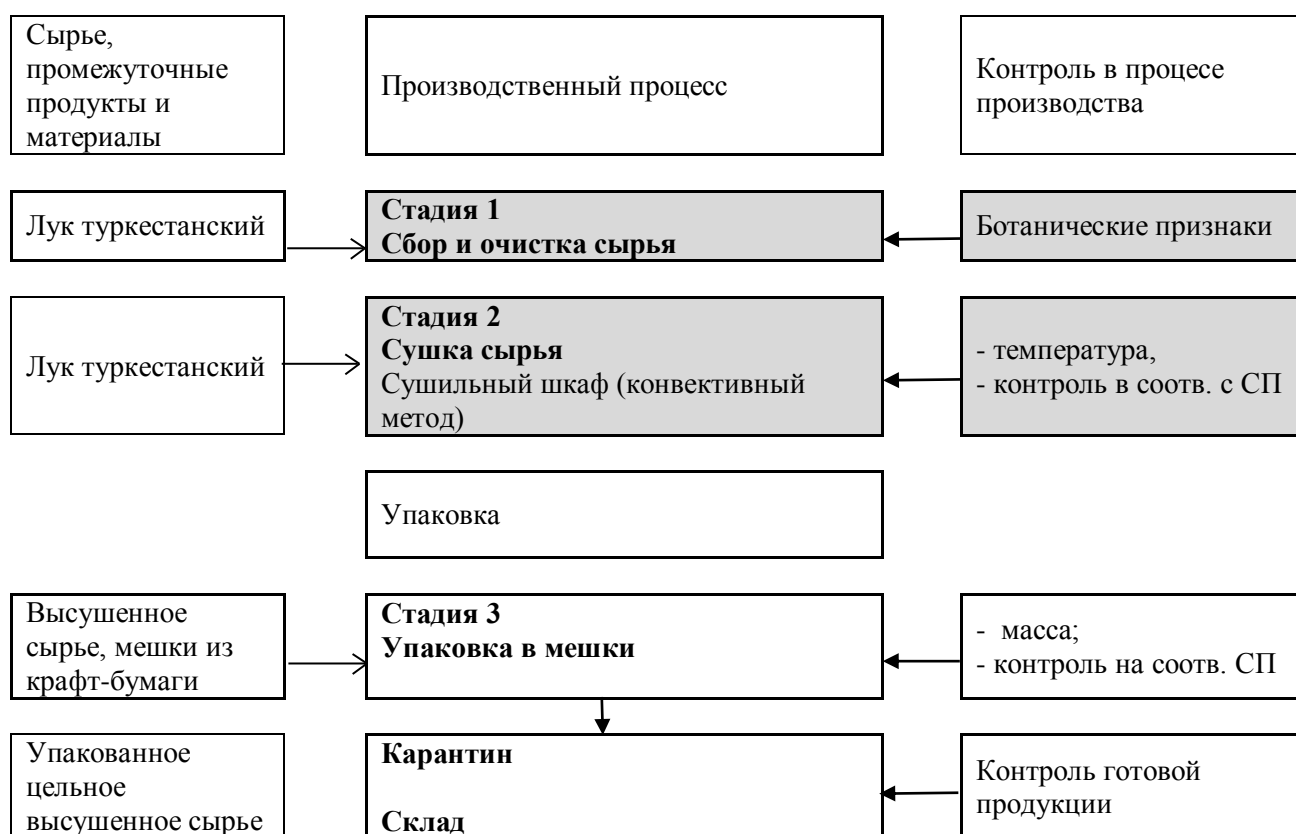 Сырье,
промежуточные
продукты и
материалы
Производственный процесс
Контроль в процесе
производства
Лук туркестанский
Стадия 1
Сбор и очистка сырья
Ботанические признаки
Лук туркестанский
Стадия 2
Сушка сырья
Сушильный шкаф (конвективный
метод)
- температура,
- контроль в соотв. с СП
Упаковка
Высушенное
сырье, мешки из
крафт-бумаги
Стадия 3
Упаковка в мешки
- масса;
- контроль на соотв. СП
Упакованное
цельное
высушенное сырье
Карантин
Склад
Контроль готовой
продукции